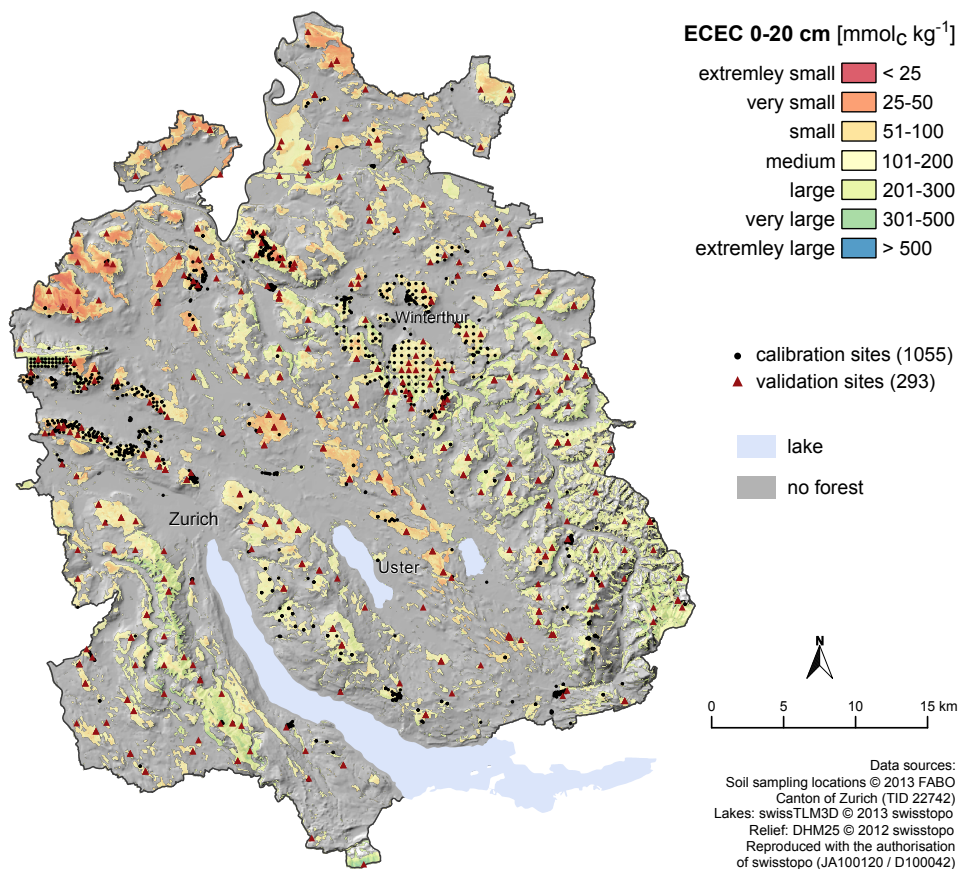 ECEC 0-20 cm [mmolc kg-1]
extremley small < 25
very small 25-50
small 51-100
medium 101-200
large 201-300
very large 301-500
extremley large > 500
Winterthur
calibration sites (1055)
validation sites (293)
lake
no forest
Zurich
Uster
N
0 5 10 15 km
Data sources:
Soil sampling locations © 2013 FABO
Canton of Zurich (TID 22742)
Lakes: swissTLM3D © 2013 swisstopo
Relief: DHM25 © 2012 swisstopo
Reproduced with the authorisation
of swisstopo (JA100120 / D100042)